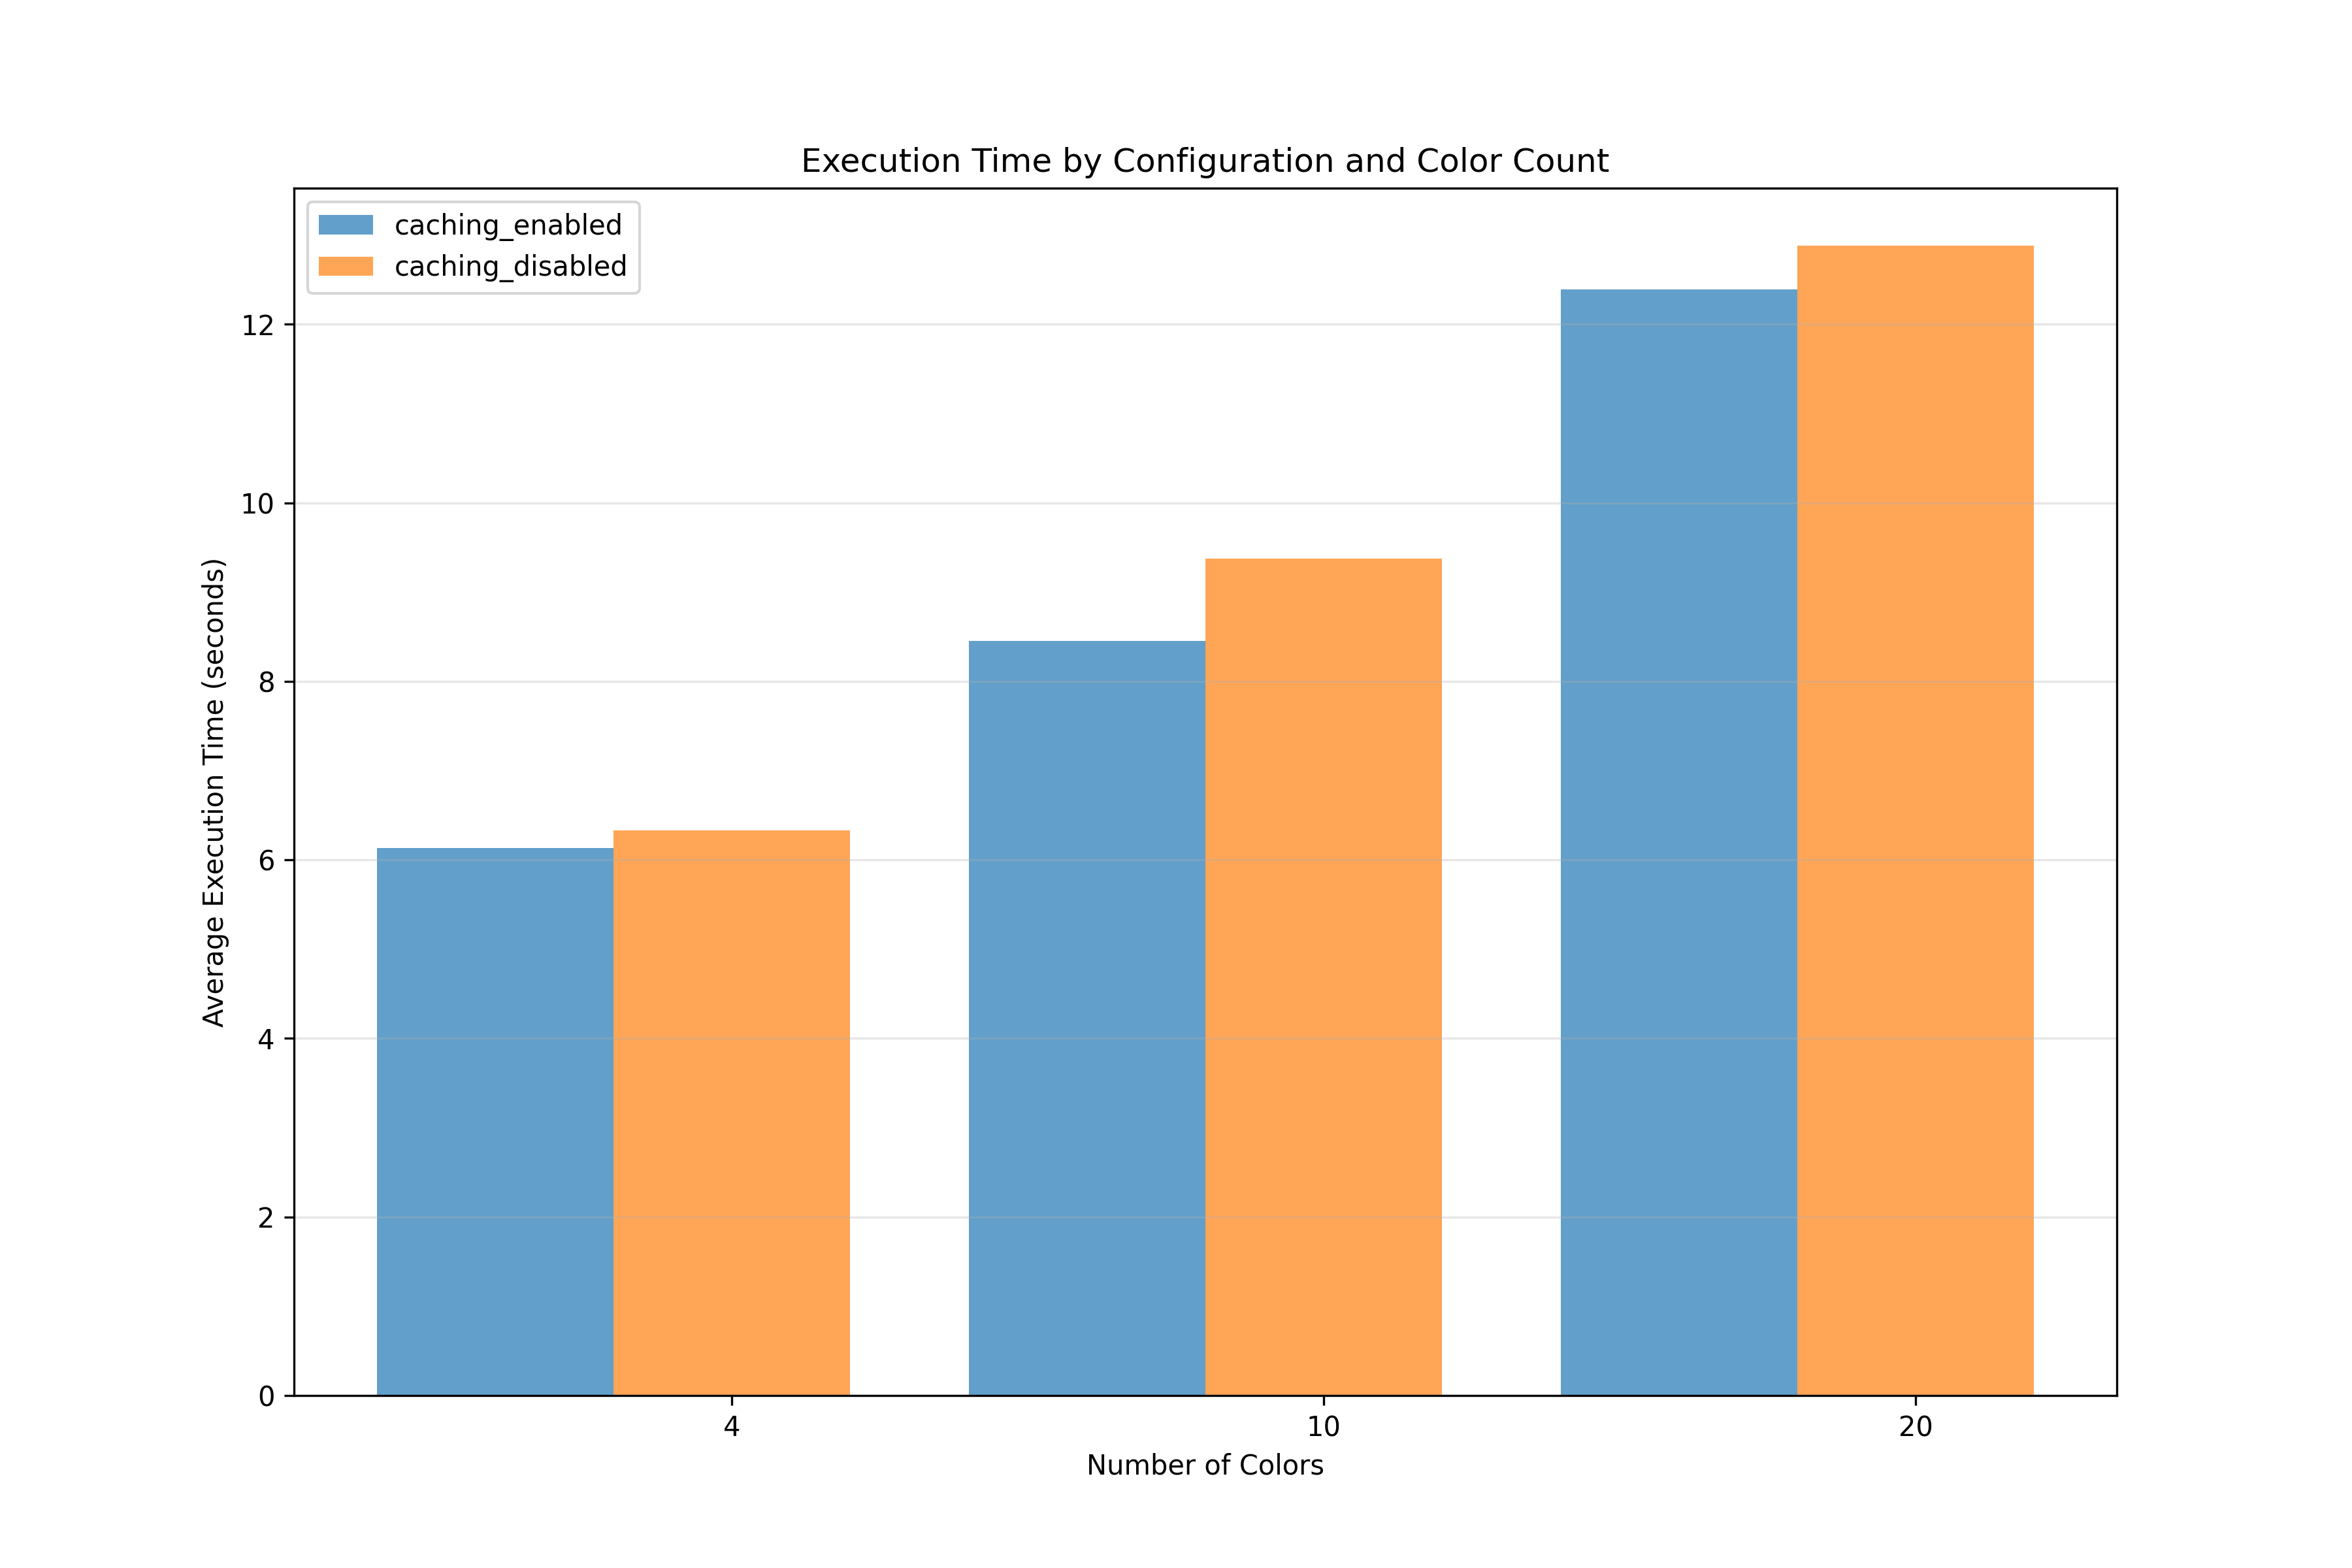 Execution Time by Configuration and Color Count
caching_enabled
caching_disabled
12
10
8
6
4
2
0
Average Execution Time (seconds)
4
10
20
Number of Colors